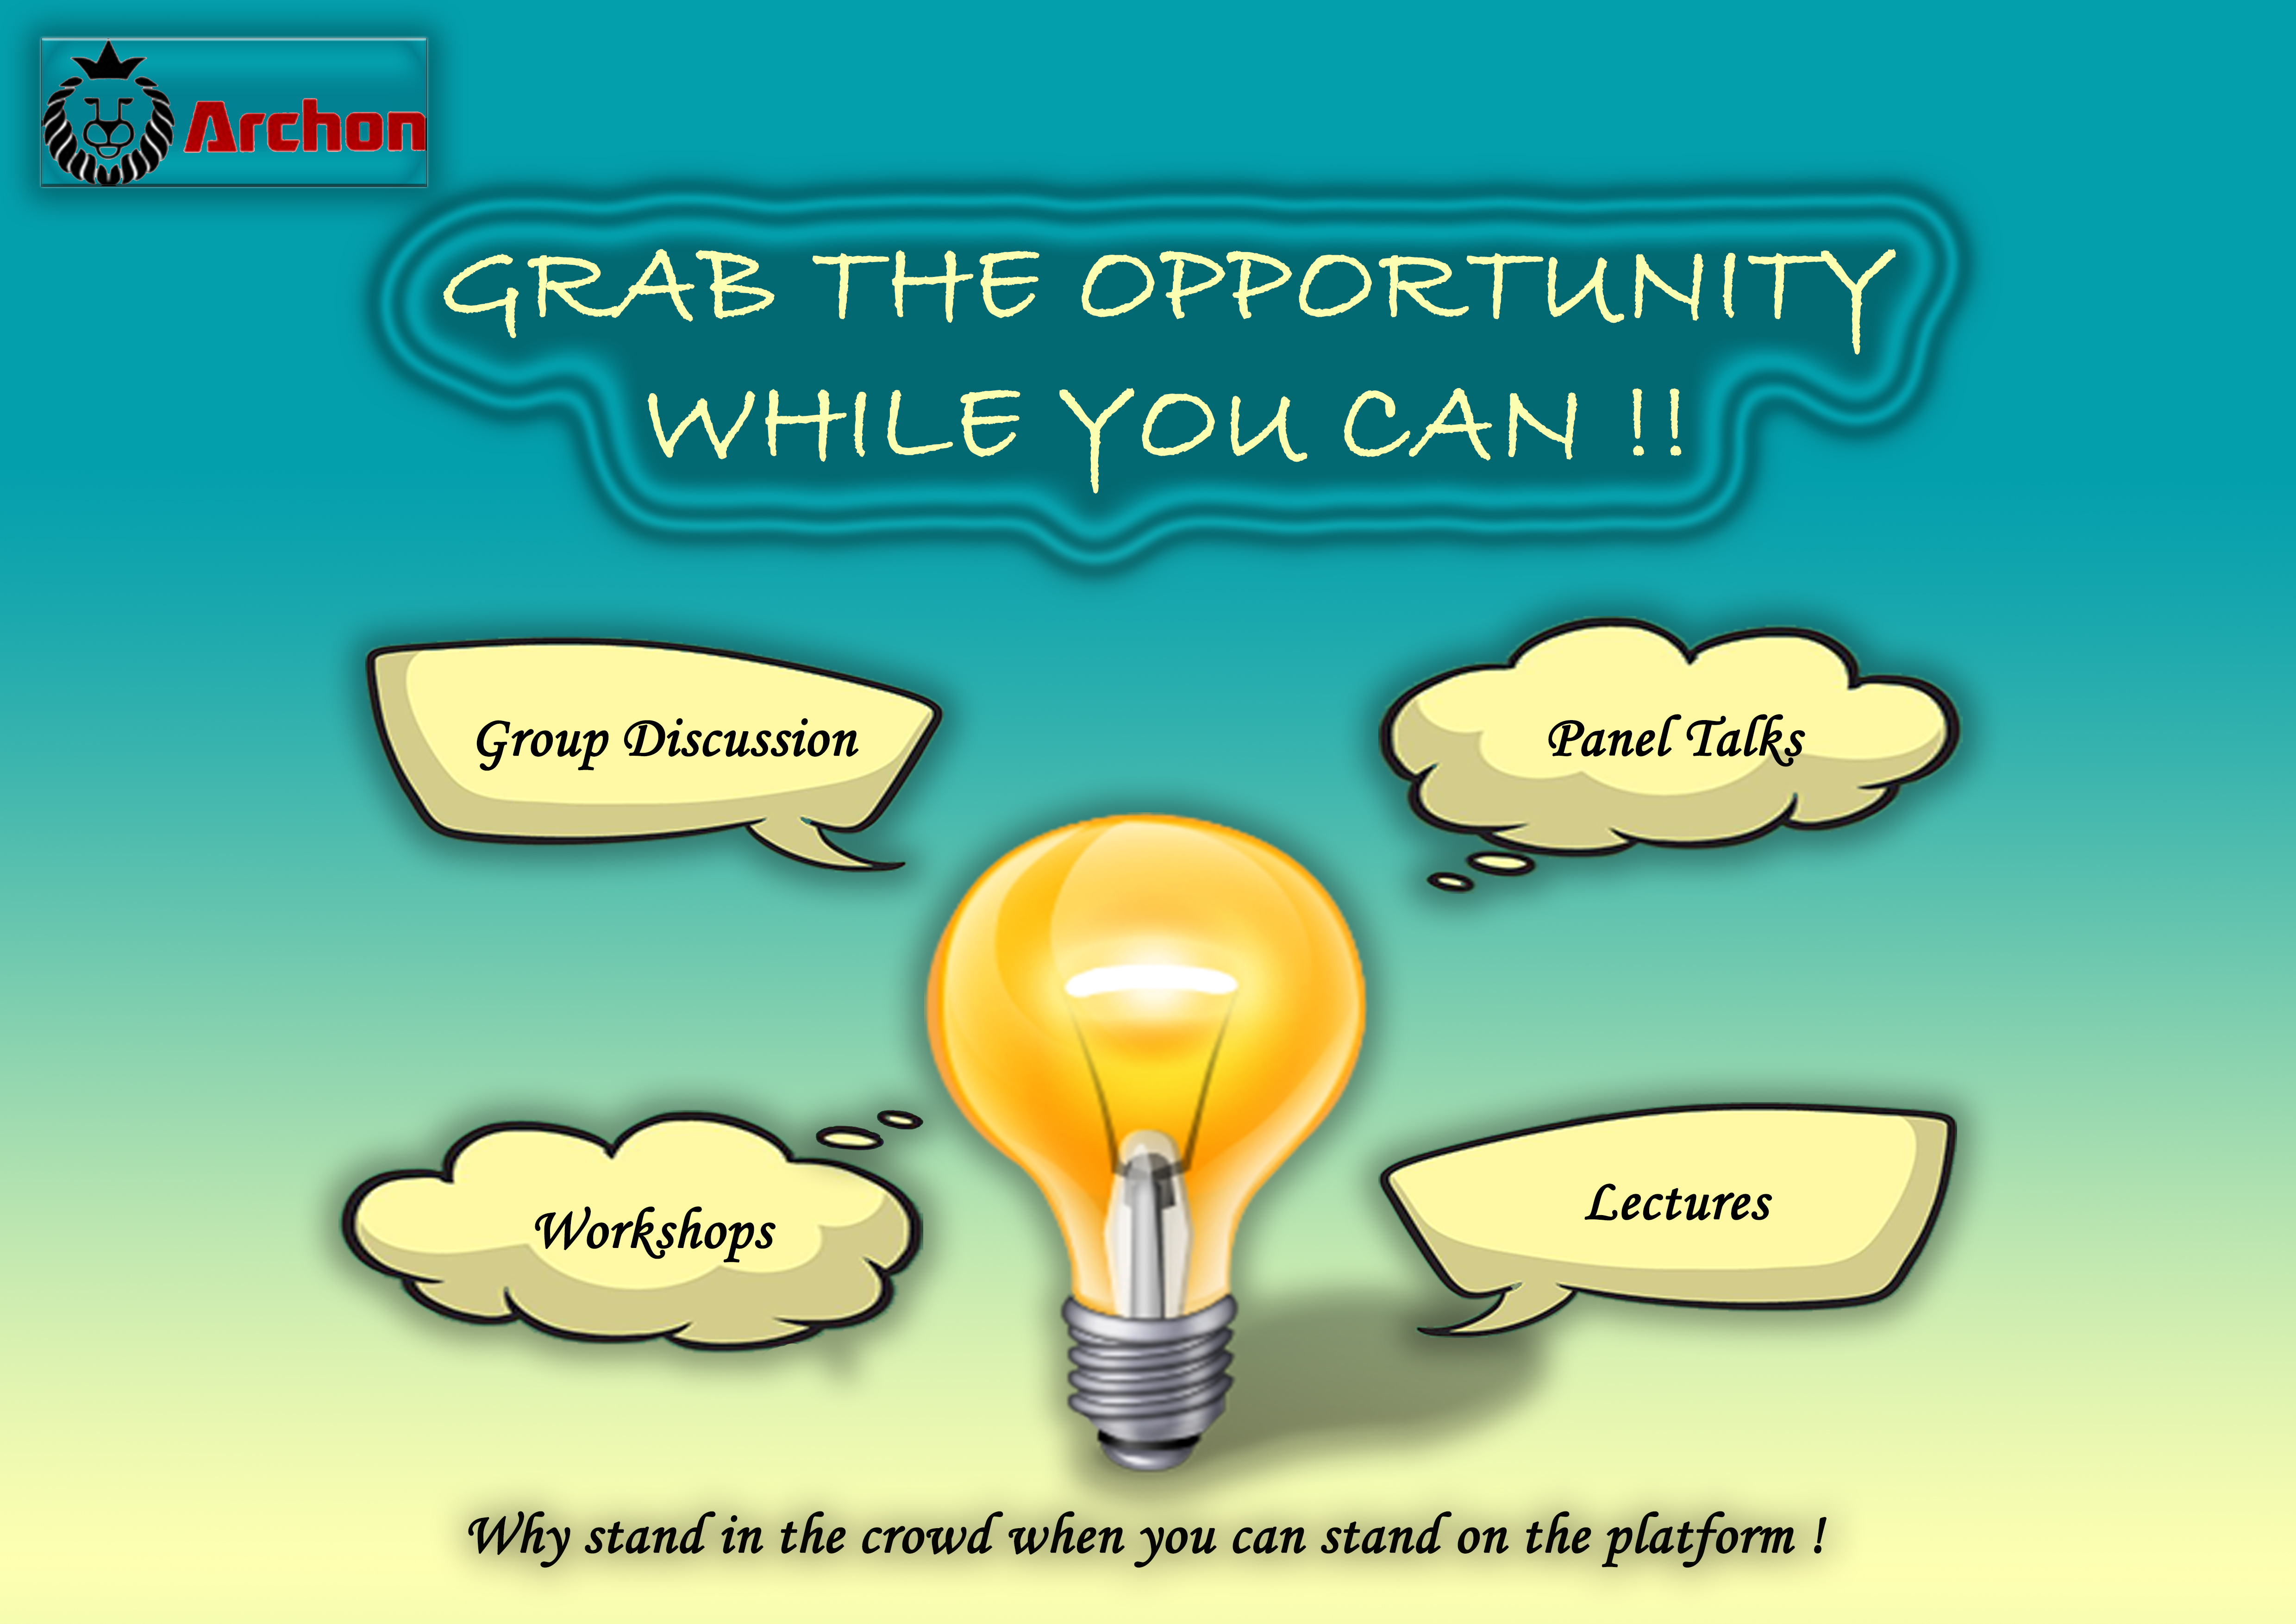 Archon
GRAB THE OPPORTUNITY
WHILE YOU CAN !!
Group Discussion
Panel Talks
Workshops
Lectures
Why stand in the crowd when you can stand on the platform !